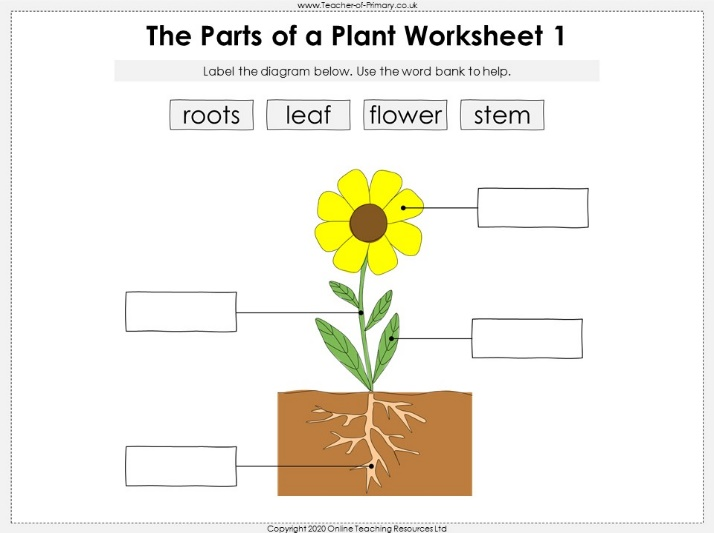 www.Teacher-of-Primary.co.uk
The Parts of a Plant Worksheet 1
Label the diagram below. Use the word bank to help.
roots leaf flower stem
Copyright 2020 Online Teaching Resources Ltd